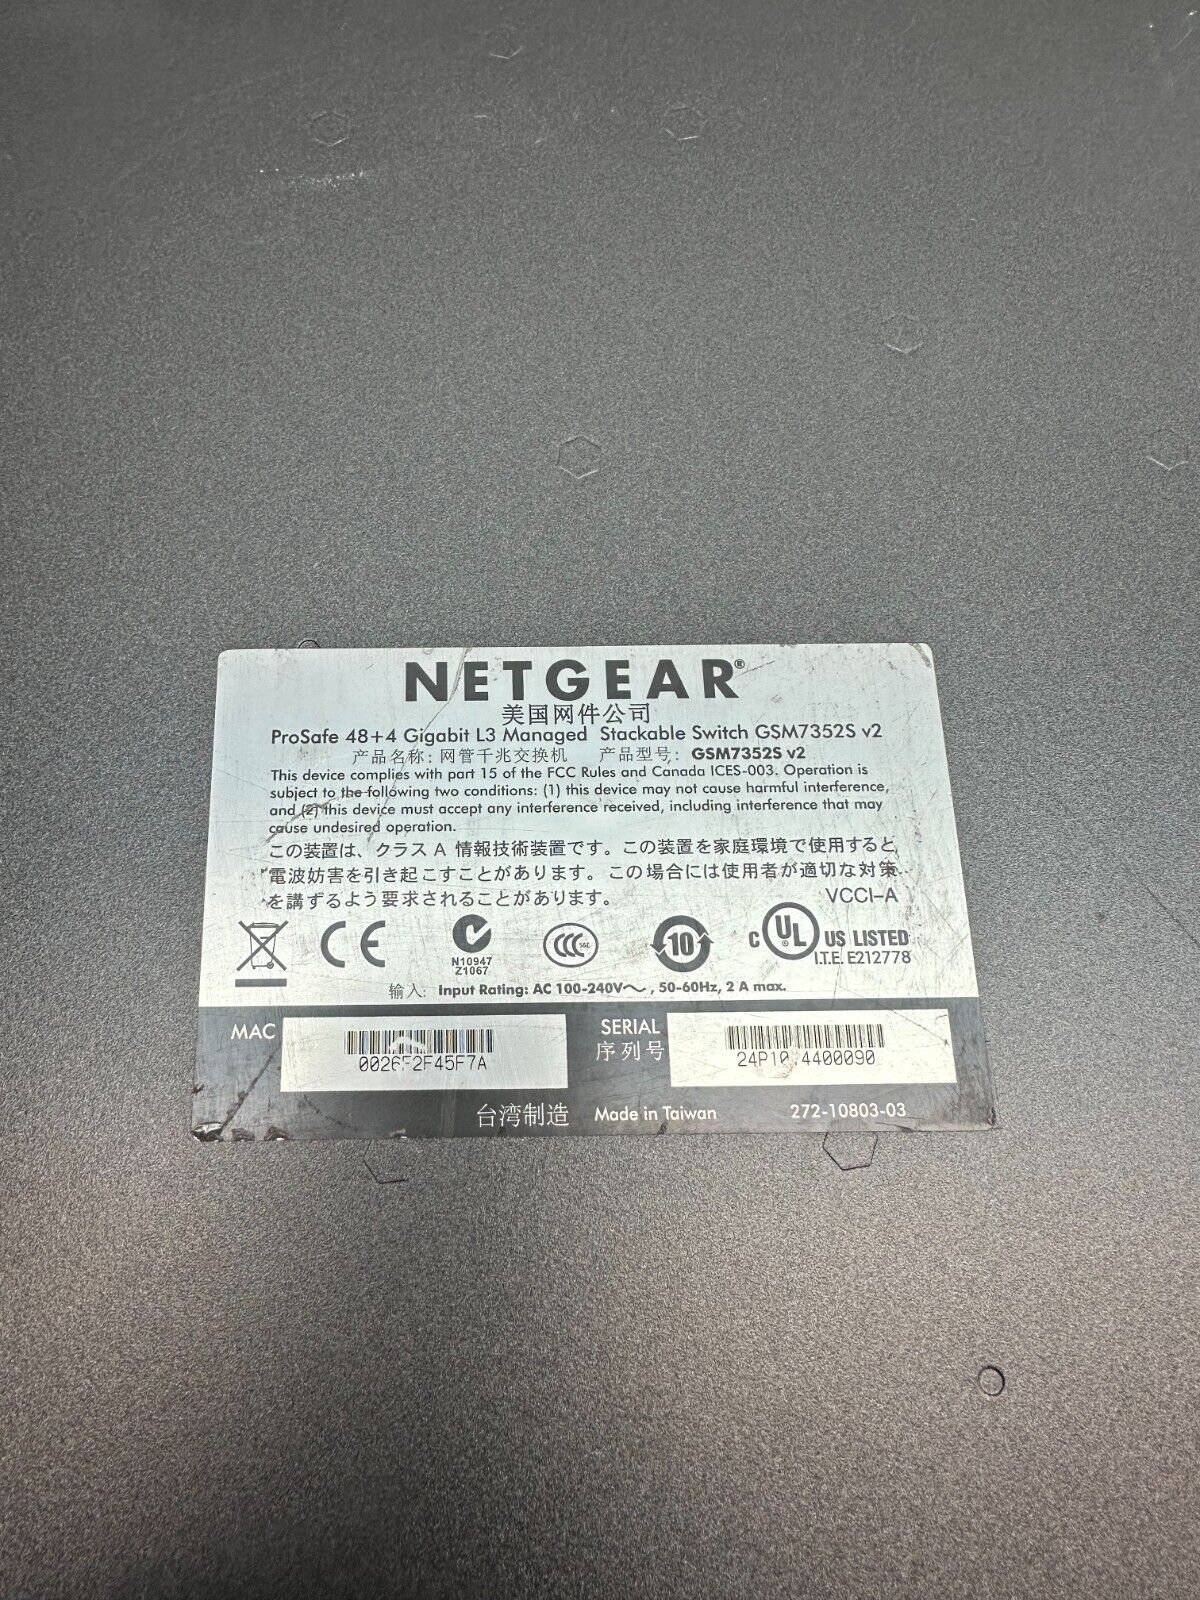 NETGEAR®
美国网件公司
ProSafe 48+4 Gigabit L3 Managed Stackable Switch GSM7352S v2
产品名称: 网管千兆交换机 产品型号: GSM7352S v2
This device complies with part 15 of the FCC Rules and Canada ICES-003. Operation is
subject to the following two conditions: (1) this device may not cause harmful interference,
and (2) this device must accept any interference received, including interference that may
cause undesired operation.
この装置は、クラス A 情報技術装置です。この装置を家庭環境で使用すると
電波妨害を引き起こすことがあります。この場合には使用者が適切な対策
を講ずるよう要求されることがあります。 VCCI-A
CE N10947 Z1067 CCC 10 C UL US LISTED
I.T.E. E212778
输入: Input Rating: AC 100-240V～, 50-60Hz, 2 A max.
MAC SERIAL
序列号
台湾制造 Made in Taiwan 272-10803-03